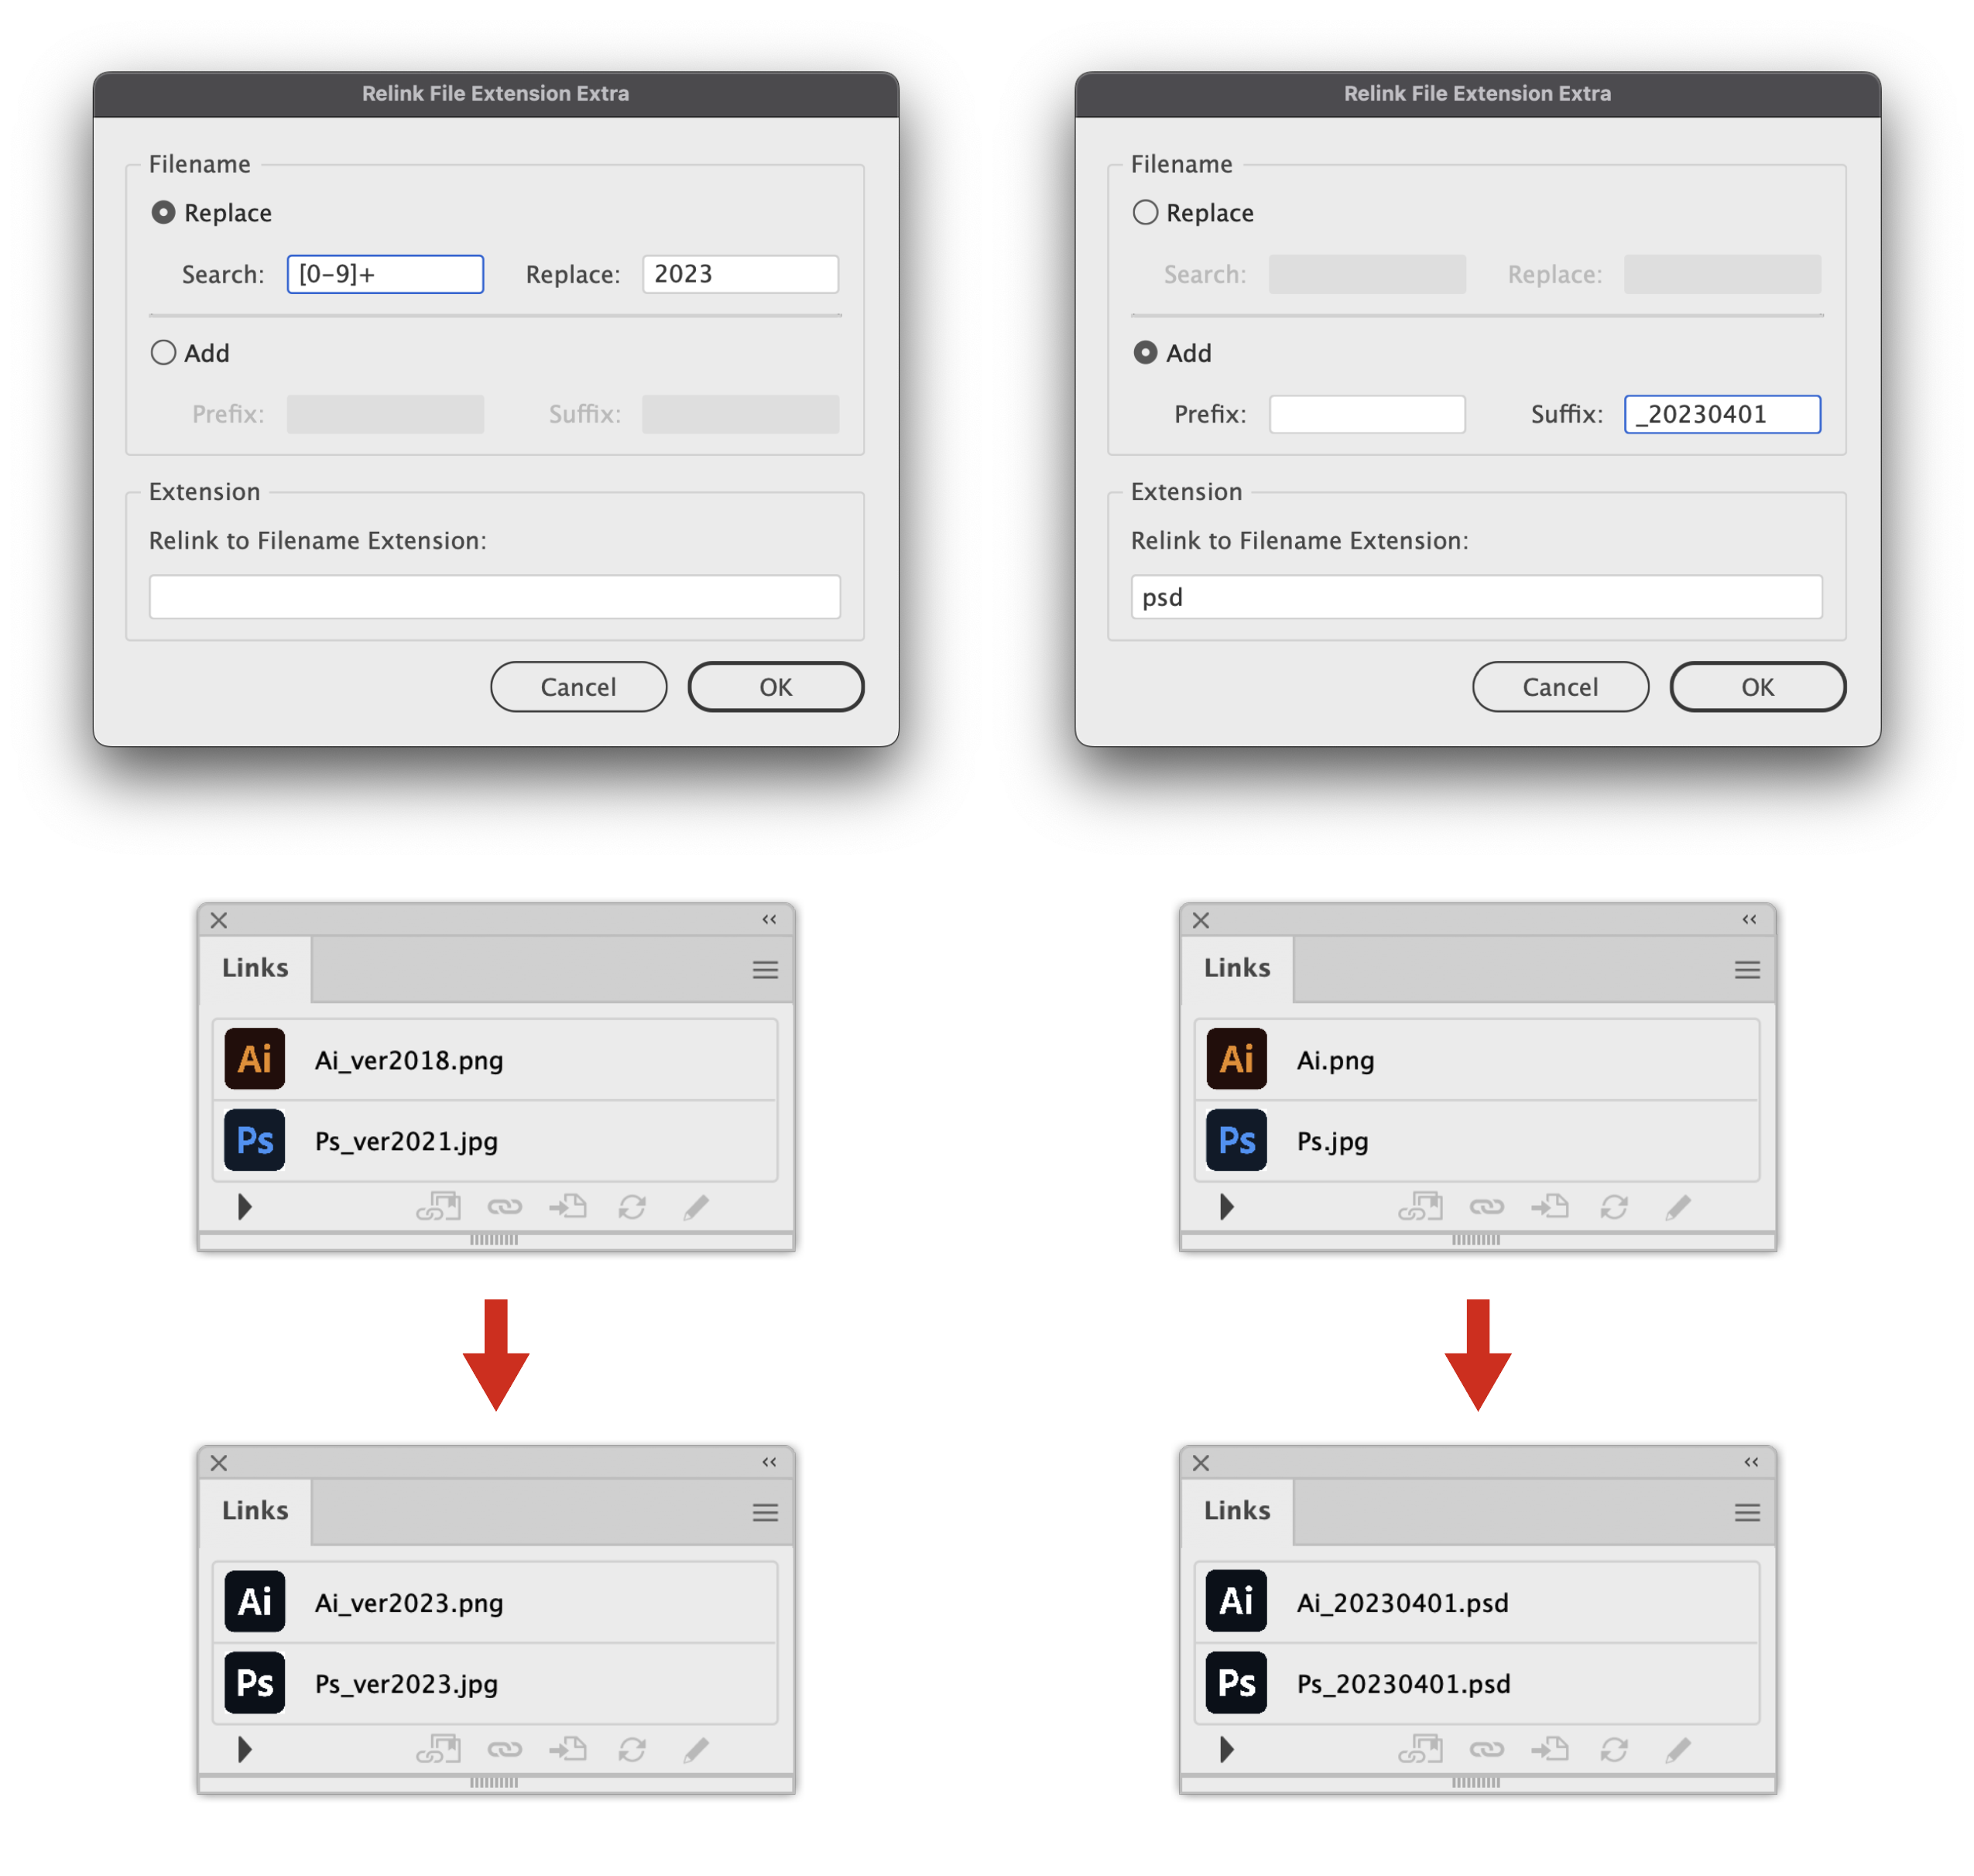 Relink File Extension Extra
Filename
Replace
Search: [0-9]+ Replace: 2023
Add
Prefix: Suffix:
Extension
Relink to Filename Extension:
Cancel OK
Relink File Extension Extra
Filename
Replace
Search: Replace:
Add
Prefix: Suffix: _20230401
Extension
Relink to Filename Extension:
psd
Cancel OK
Links
Ai Ai_ver2018.png
Ps Ps_ver2021.jpg
Links
Ai Ai.png
Ps Ps.jpg
Links
Ai Ai_ver2023.png
Ps Ps_ver2023.jpg
Links
Ai Ai_20230401.psd
Ps Ps_20230401.psd